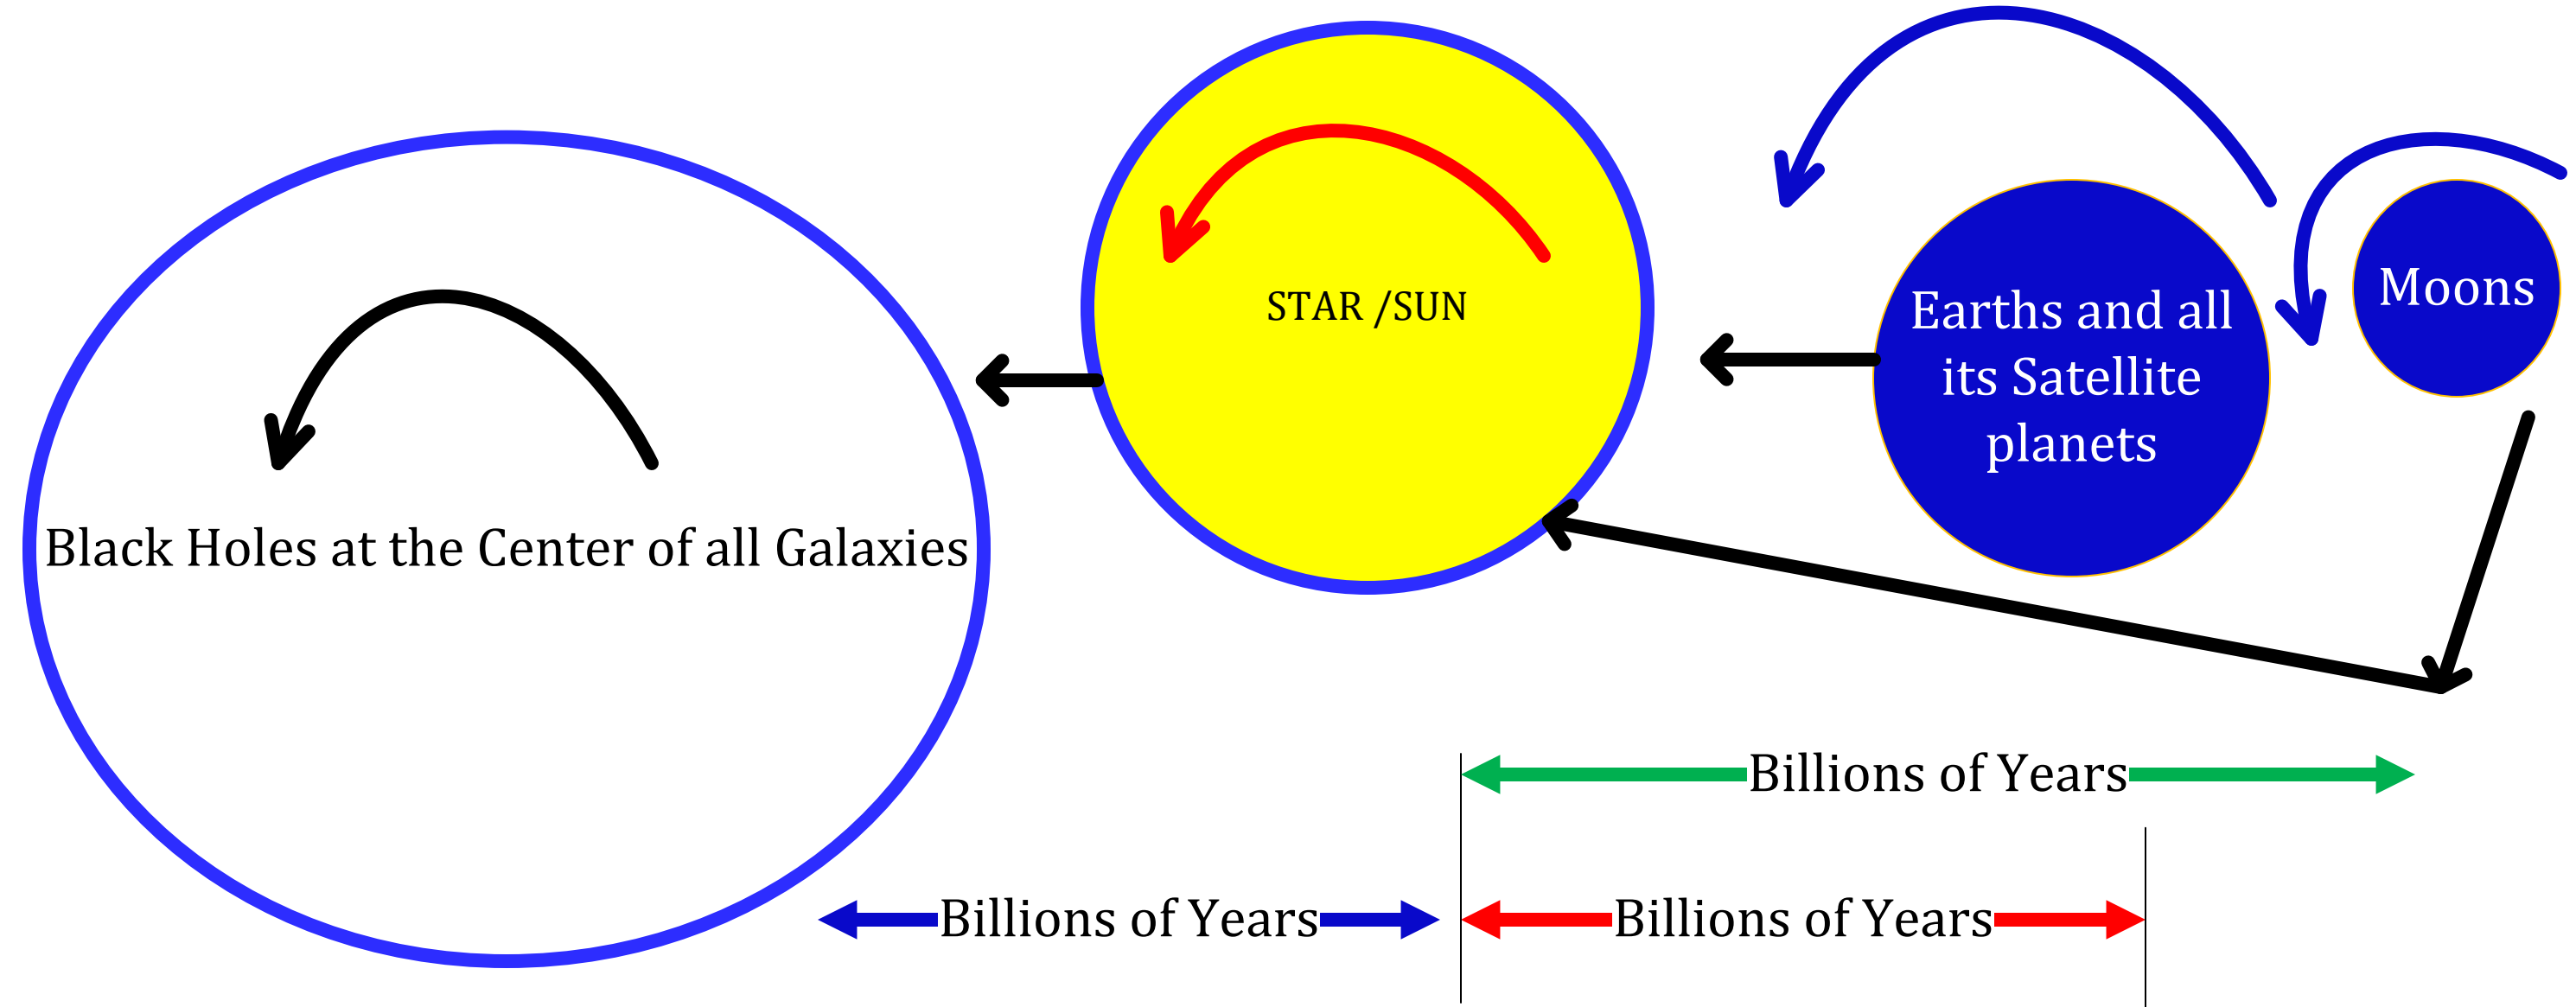 Black Holes at the Center of all Galaxies
STAR /SUN
Earths and all
its Satellite
planets
Moons
Billions of Years
Billions of Years
Billions of Years